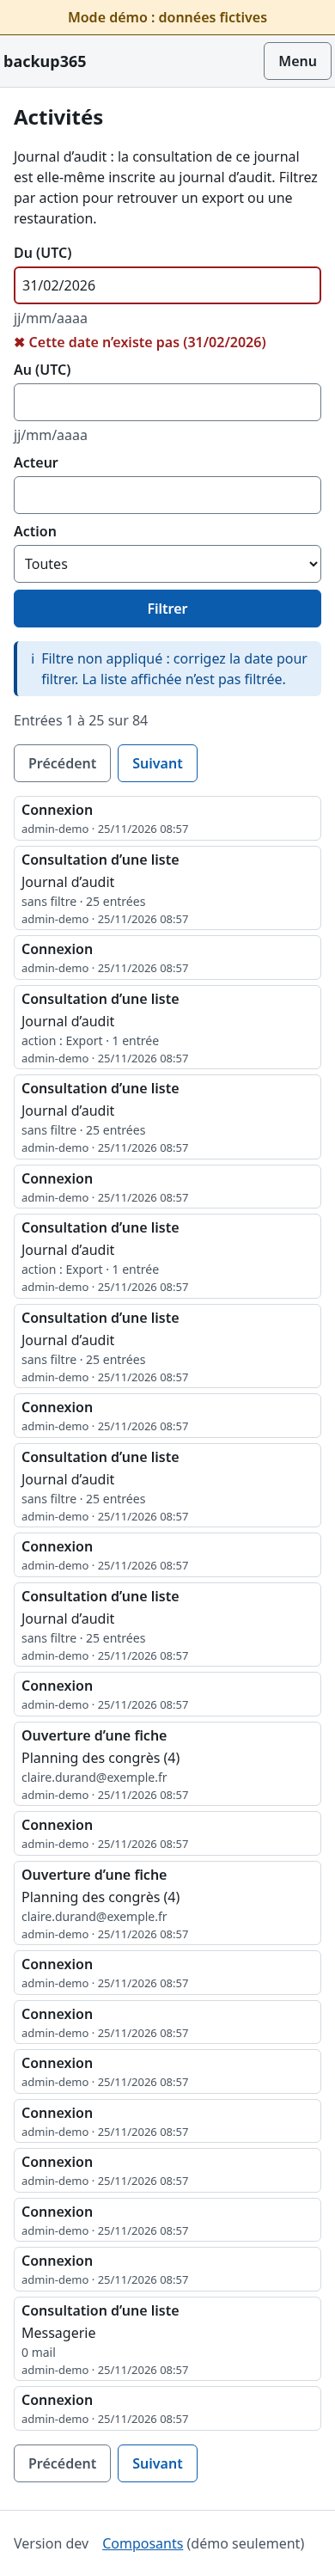 Mode démo : données fictives
backup365
Menu
Activités
Journal d’audit : la consultation de ce journal
est elle-même inscrite au journal d’audit. Filtrez
par action pour retrouver un export ou une
restauration.
Du (UTC)
31/02/2026
jj/mm/aaaa
✖ Cette date n’existe pas (31/02/2026)
Au (UTC)
jj/mm/aaaa
Acteur
Action
Toutes
Filtrer
i Filtre non appliqué : corrigez la date pour
filtrer. La liste affichée n’est pas filtrée.
Entrées 1 à 25 sur 84
Précédent
Suivant
Connexion
admin-demo · 25/11/2026 08:57
Consultation d’une liste
Journal d’audit
sans filtre · 25 entrées
admin-demo · 25/11/2026 08:57
Connexion
admin-demo · 25/11/2026 08:57
Consultation d’une liste
Journal d’audit
action : Export · 1 entrée
admin-demo · 25/11/2026 08:57
Consultation d’une liste
Journal d’audit
sans filtre · 25 entrées
admin-demo · 25/11/2026 08:57
Connexion
admin-demo · 25/11/2026 08:57
Consultation d’une liste
Journal d’audit
action : Export · 1 entrée
admin-demo · 25/11/2026 08:57
Consultation d’une liste
Journal d’audit
sans filtre · 25 entrées
admin-demo · 25/11/2026 08:57
Connexion
admin-demo · 25/11/2026 08:57
Consultation d’une liste
Journal d’audit
sans filtre · 25 entrées
admin-demo · 25/11/2026 08:57
Connexion
admin-demo · 25/11/2026 08:57
Consultation d’une liste
Journal d’audit
sans filtre · 25 entrées
admin-demo · 25/11/2026 08:57
Connexion
admin-demo · 25/11/2026 08:57
Ouverture d’une fiche
Planning des congrès (4)
claire.durand@exemple.fr
admin-demo · 25/11/2026 08:57
Connexion
admin-demo · 25/11/2026 08:57
Ouverture d’une fiche
Planning des congrès (4)
claire.durand@exemple.fr
admin-demo · 25/11/2026 08:57
Connexion
admin-demo · 25/11/2026 08:57
Connexion
admin-demo · 25/11/2026 08:57
Connexion
admin-demo · 25/11/2026 08:57
Connexion
admin-demo · 25/11/2026 08:57
Connexion
admin-demo · 25/11/2026 08:57
Connexion
admin-demo · 25/11/2026 08:57
Connexion
admin-demo · 25/11/2026 08:57
Consultation d’une liste
Messagerie
0 mail
admin-demo · 25/11/2026 08:57
Connexion
admin-demo · 25/11/2026 08:57
Précédent
Suivant
Version dev Composants (démo seulement)